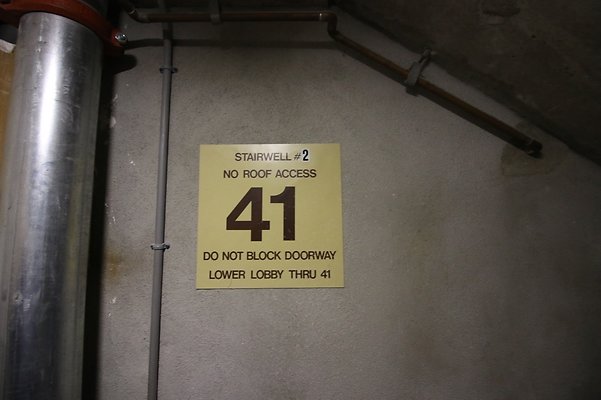 STAIRWELL #2
NO ROOF ACCESS
41
DO NOT BLOCK DOORWAY
LOWER LOBBY THRU 41